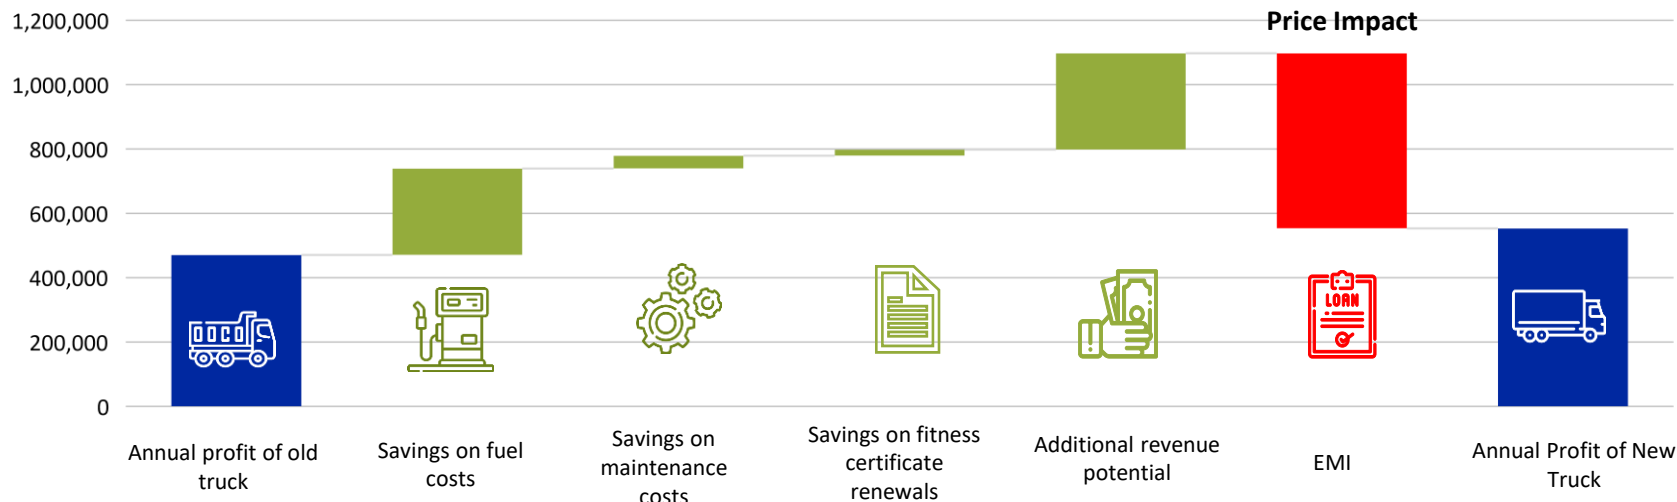 Price Impact
1,200,000
1,000,000
800,000
600,000
400,000
200,000
0
LOAN
Annual profit of old
truck
Savings on fuel
costs
Savings on
maintenance
costs
Savings on fitness
certificate
renewals
Additional revenue
potential
EMI
Annual Profit of New
Truck